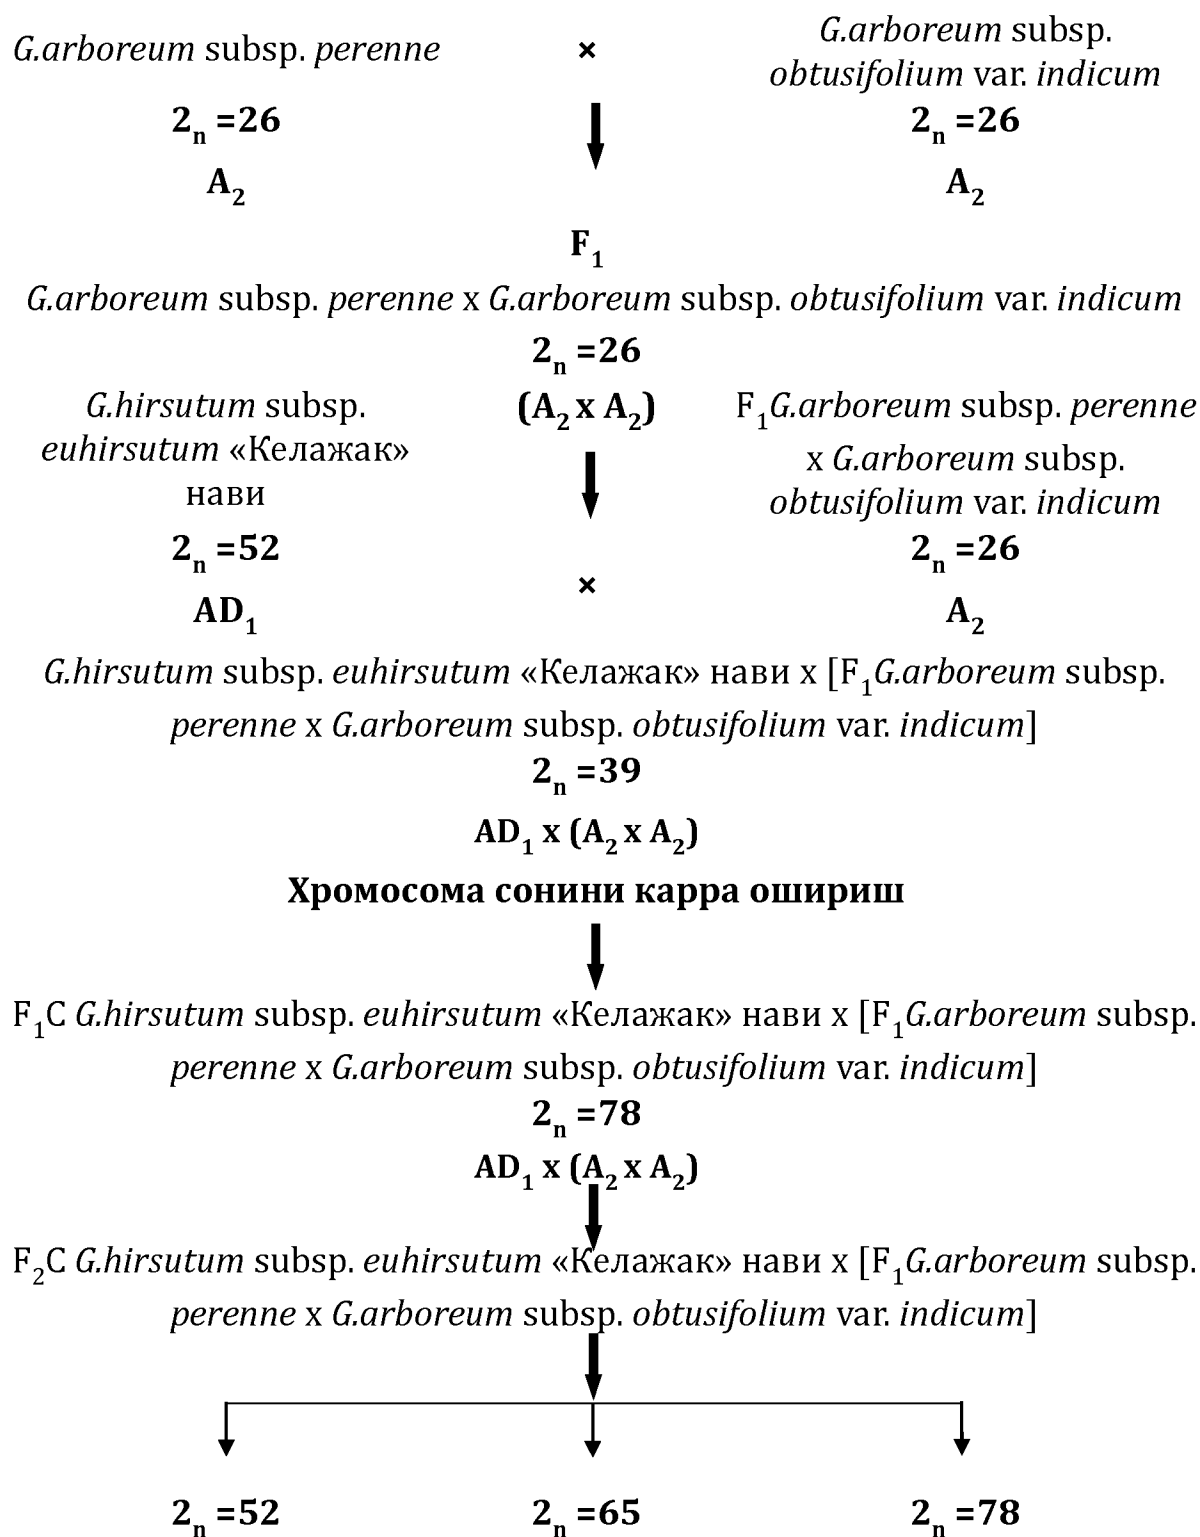 G.arboreum subsp. perenne × G.arboreum subsp.
obtusifolium var. indicum
2n =26 2n =26
A2 A2
F1
G.arboreum subsp. perenne x G.arboreum subsp. obtusifolium var. indicum
2n =26
G.hirsutum subsp. (A2 x A2) F1G.arboreum subsp. perenne
euhirsutum «Келажак» x G.arboreum subsp.
нави obtusifolium var. indicum
2n =52 2n =26
×
AD1 A2
G.hirsutum subsp. euhirsutum «Келажак» нави x [F1G.arboreum subsp.
perenne x G.arboreum subsp. obtusifolium var. indicum]
2n =39
AD1 x (A2 x A2)
Хромосома сонини карра ошириш
F1C G.hirsutum subsp. euhirsutum «Келажак» нави x [F1G.arboreum subsp.
perenne x G.arboreum subsp. obtusifolium var. indicum]
2n =78
AD1 x (A2 x A2)
F2C G.hirsutum subsp. euhirsutum «Келажак» нави x [F1G.arboreum subsp.
perenne x G.arboreum subsp. obtusifolium var. indicum]
2n =52 2n =65 2n =78